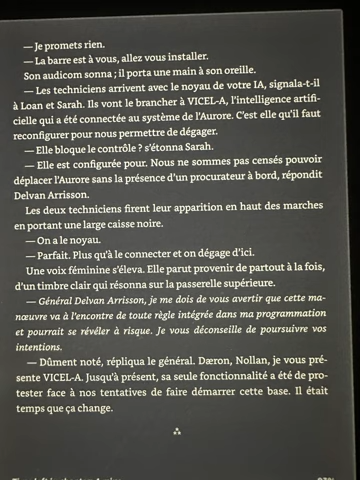 — Je promets rien.
— La barre est à vous, allez vous installer.
Son audicom sonna ; il porta une main à son oreille.
— Les techniciens arrivent avec le noyau de votre IA, signala-t-il
à Loan et Sarah. Ils vont le brancher à VICEL-A, l'intelligence artifi-
cielle qui a été connectée au système de l'Aurore. C'est elle qu'il faut
reconfigurer pour nous permettre de dégager.
— Elle bloque le contrôle ? s'étonna Sarah.
— Elle est configurée pour. Nous ne sommes pas censés pouvoir
déplacer l'Aurore sans la présence d'un procurateur à bord, répondit
Delvan Arrisson.
Les deux techniciens firent leur apparition en haut des marches
en portant une large caisse noire.
— On a le noyau.
— Parfait. Plus qu'à le connecter et on dégage d'ici.
Une voix féminine s'éleva. Elle parut provenir de partout à la fois,
d'un timbre clair qui résonna sur la passerelle supérieure.
— Général Delvan Arrisson, je me dois de vous avertir que cette ma-
nœuvre va à l'encontre de toute règle intégrée dans ma programmation
et pourrait se révéler à risque. Je vous déconseille de poursuivre vos
intentions.
— Dûment noté, répliqua le général. Dæron, Nollan, je vous pré-
sente VICEL-A. Jusqu'à présent, sa seule fonctionnalité a été de pro-
tester face à nos tentatives de faire démarrer cette base. Il était
temps que ça change.